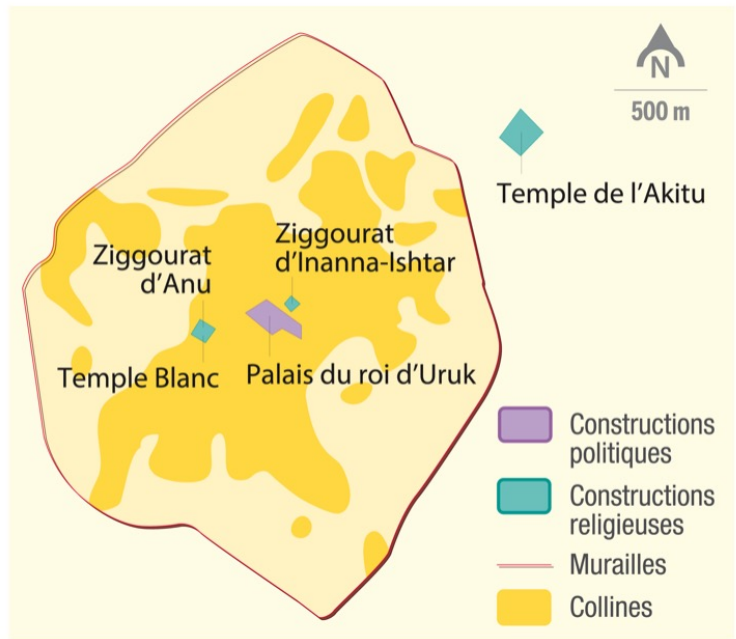 N
500 m
Temple de l’Akitu
Ziggourat
d’Inanna-Ishtar
Ziggourat
d’Anu
Temple Blanc
Palais du roi d’Uruk
Constructions
politiques
Constructions
religieuses
Murailles
Collines